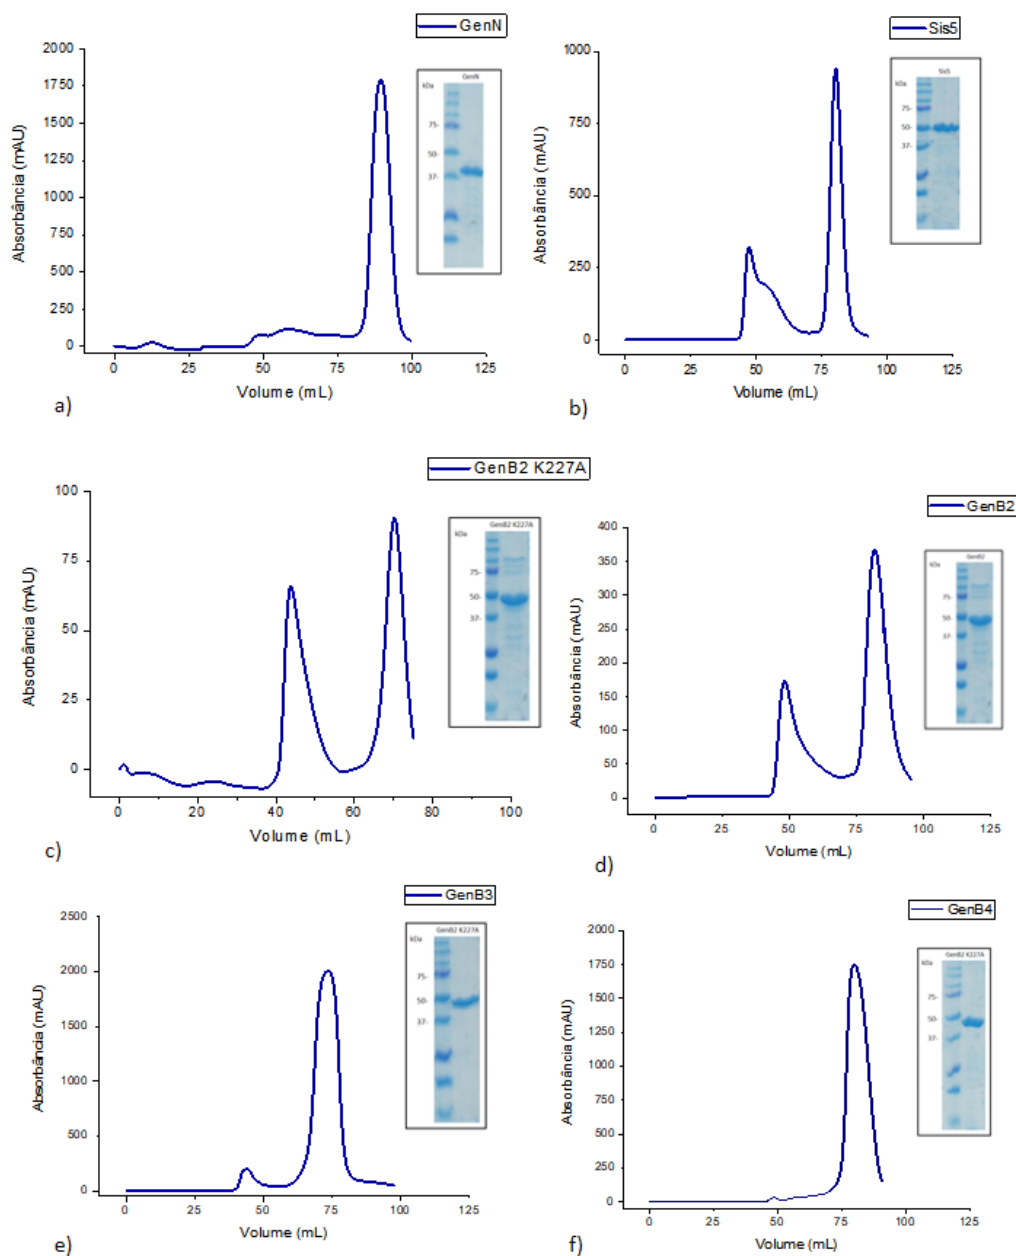 GenN
2000
1750
1500
1250
1000
750
500
250
0
Absorbância (mAU)
0
25
50
75
100
125
Volume (mL)
kDa
GenN
75-
50-
37-
a)
Sis5
1000
750
500
250
0
Absorbância (mAU)
0
25
50
75
100
125
Volume (mL)
kDa
Sis5
75-
50-
37-
b)
GenB2 K227A
100
75
50
25
0
Absorbância (mAU)
0
20
40
60
80
100
Volume (mL)
GenB2 K227A
kDa
75-
50-
37-
c)
GenB2
400
350
300
250
200
150
100
50
0
Absorbância (mAU)
0
25
50
75
100
125
Volume (mL)
GenB2
kDa
75-
50-
37-
d)
GenB3
2500
2000
1500
1000
500
0
Absorbância (mAU)
0
25
50
75
100
125
Volume (mL)
GenB2 K227A
kDa
75-
50-
37-
e)
GenB4
1750
1500
1250
1000
750
500
250
0
Absorbância (mAU)
0
25
50
75
100
125
Volume (mL)
GenB2 K227A
kDa
75-
50-
37-
f)